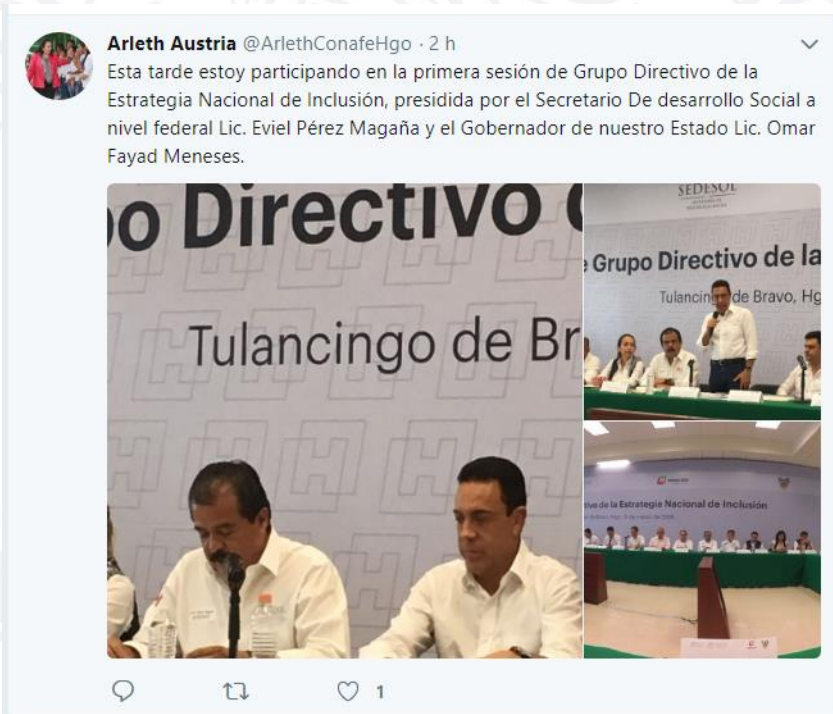 Arleth Austria @ArlethConafeHgo · 2 h
Esta tarde estoy participando en la primera sesión de Grupo Directivo de la
Estrategia Nacional de Inclusión, presidida por el Secretario De desarrollo Social a
nivel federal Lic. Eviel Pérez Magaña y el Gobernador de nuestro Estado Lic. Omar
Fayad Meneses.
po Directivo
Tulancingo de Br
SEDESOL
e Grupo Directivo de la
Tulancingo de Bravo, Hg
tivo de la Estrategia Nacional de Inclusión
1